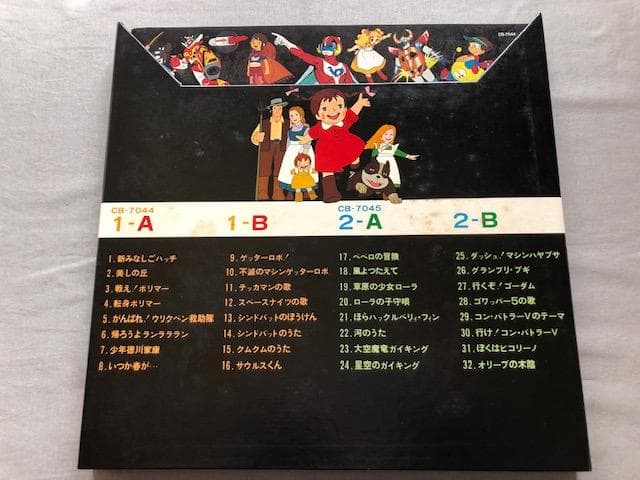 CB-7044
CB-7044
1-A
1-B
CB-7045
2-A
2-B
1.新みなしごハッチ
2.美しの丘
3.戦え!ポリマー
4.転身ポリマー
5.がんばれ!ウリクペン救助隊
6.帰ろうよランラララン
7.少年徳川家康
8.いつか春が…
9.ゲッターロボ!
10.不滅のマシンゲッターロボ
11.テッカマンの歌
12.スペースナイツの歌
13.シンドバットのぼうけん
14.シンドバットのうた
15.クムクムのうた
16.サウルスくん
17.ペペロの冒険
18.風よつたえて
19.草原の少女ローラ
20.ローラの子守唄
21.ほらハックルベリィ・フィン
22.河のうた
23.大空魔竜ガイキング
24.星空のガイキング
25.ダッシュ!マシンハヤブサ
26.グランプリ・ブギ
27.行くぞ!ゴーダム
28.ゴワッパー5の歌
29.コン・バトラーVのテーマ
30.行け!コン・バトラーV
31.ぼくはピコリーノ
32.オリーブの木陰